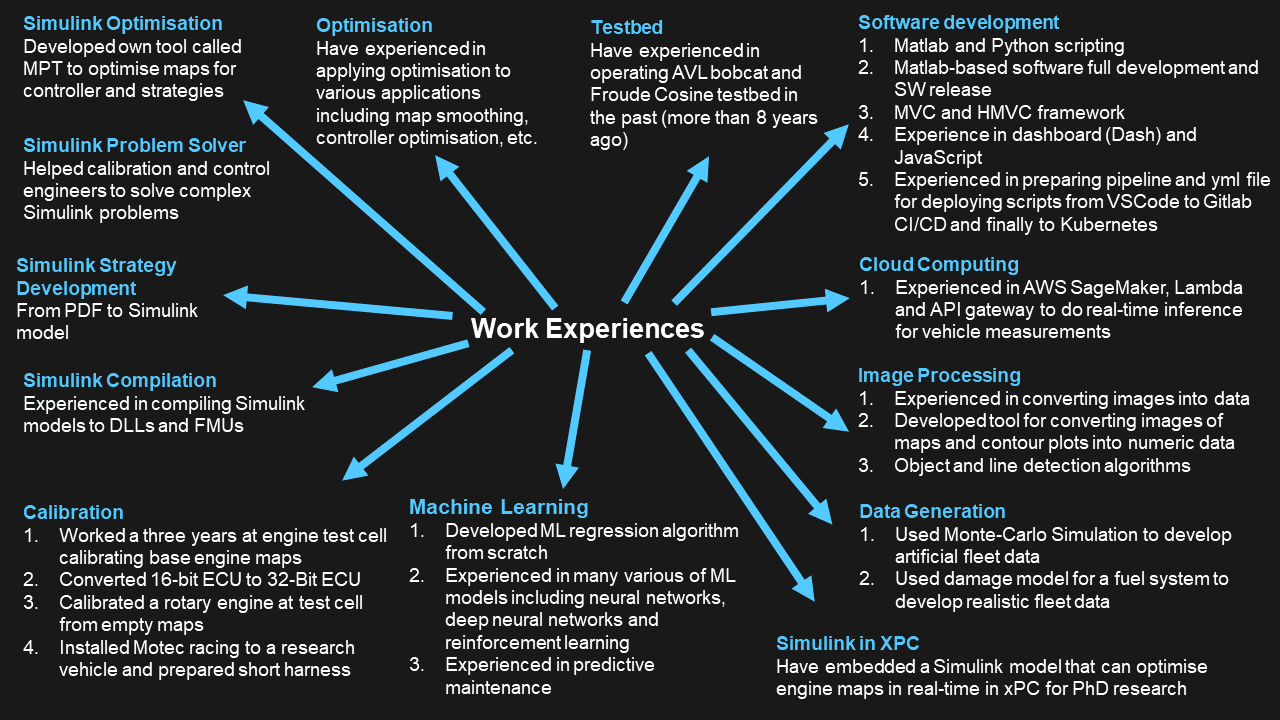 Simulink Optimisation
Developed own tool called
MPT to optimise maps for
controller and strategies
Simulink Problem Solver
Helped calibration and control
engineers to solve complex
Simulink problems
Simulink Strategy
Development
From PDF to Simulink
model
Simulink Compilation
Experienced in compiling Simulink
models to DLLs and FMUs
Calibration
1. Worked a three years at engine test cell
calibrating base engine maps
2. Converted 16-bit ECU to 32-Bit ECU
3. Calibrated a rotary engine at test cell
from empty maps
4. Installed Motec racing to a research
vehicle and prepared short harness
Optimisation
Have experienced in
applying optimisation to
various applications
including map smoothing,
controller optimisation, etc.
Testbed
Have experienced in
operating AVL bobcat and
Froude Cosine testbed in
the past (more than 8 years
ago)
Work Experiences
Machine Learning
1. Developed ML regression algorithm
from scratch
2. Experienced in many various of ML
models including neural networks,
deep neural networks and
reinforcement learning
3. Experienced in predictive
maintenance
Software development
1. Matlab and Python scripting
2. Matlab-based software full development and
SW release
3. MVC and HMVC framework
4. Experience in dashboard (Dash) and
JavaScript
5. Experienced in preparing pipeline and yml file
for deploying scripts from VSCode to Gitlab
CI/CD and finally to Kubernetes
Cloud Computing
1. Experienced in AWS SageMaker, Lambda
and API gateway to do real-time inference
for vehicle measurements
Image Processing
1. Experienced in converting images into data
2. Developed tool for converting images of
maps and contour plots into numeric data
3. Object and line detection algorithms
Data Generation
1. Used Monte-Carlo Simulation to develop
artificial fleet data
2. Used damage model for a fuel system to
develop realistic fleet data
Simulink in XPC
Have embedded a Simulink model that can optimise
engine maps in real-time in xPC for PhD research